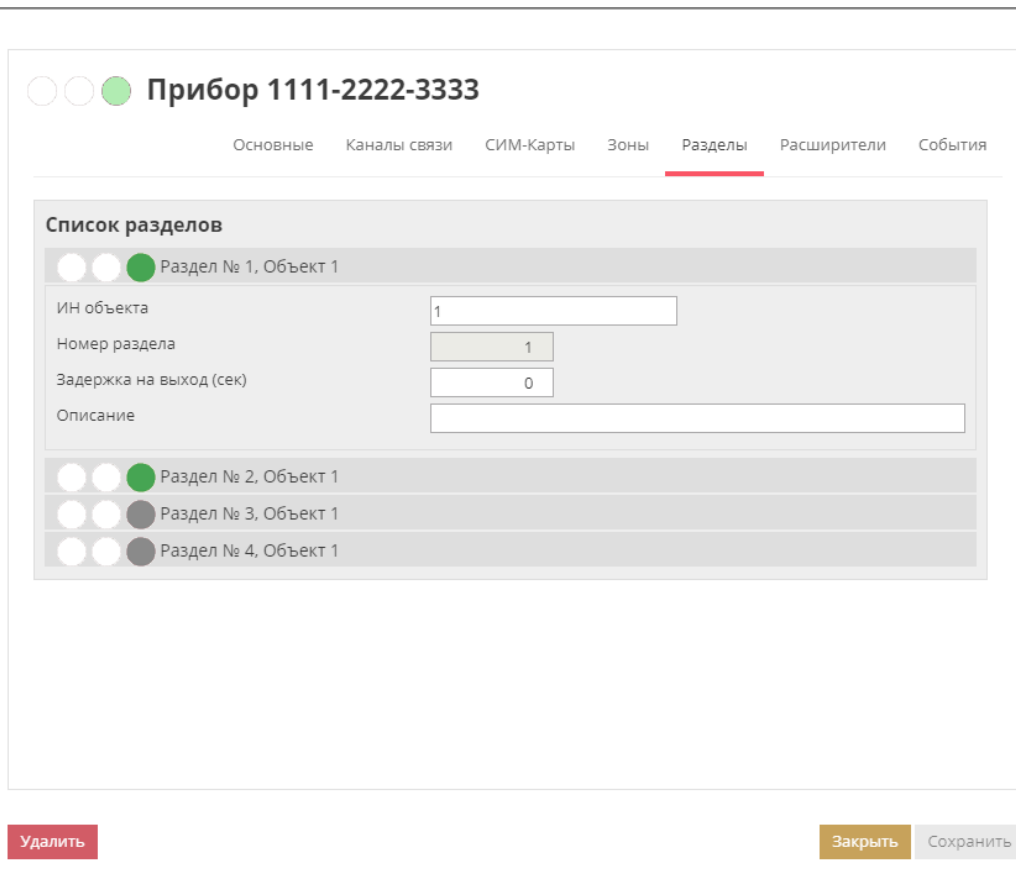 Прибор 1111-2222-3333
Основные Каналы связи СИМ-Карты Зоны Разделы Расширители События
Список разделов
Раздел № 1, Объект 1
ИН объекта 1
Номер раздела 1
Задержка на выход (сек) 0
Описание
Раздел № 2, Объект 1
Раздел № 3, Объект 1
Раздел № 4, Объект 1
Удалить Закрыть Сохранить